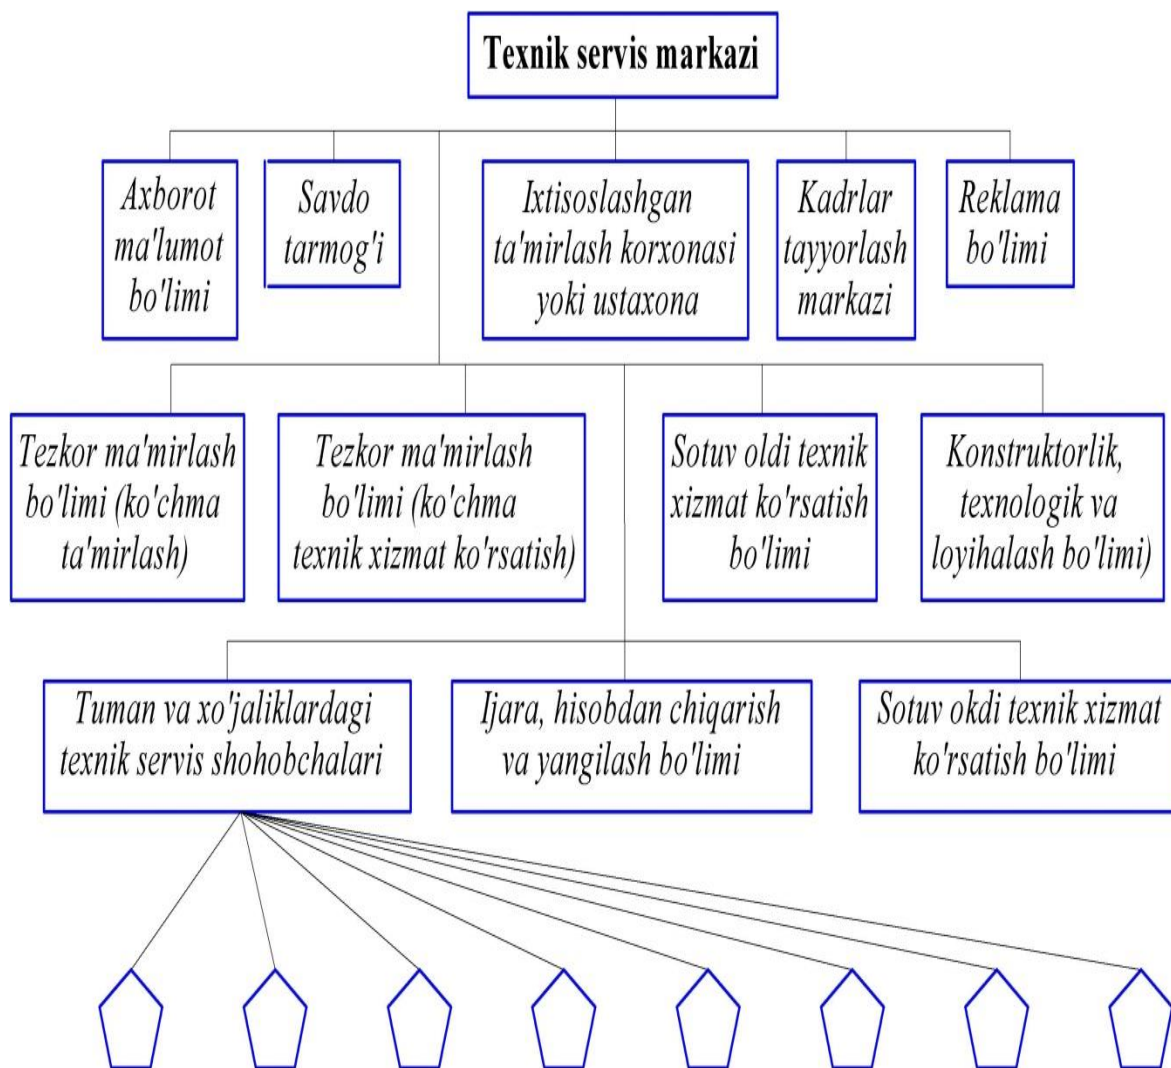 Texnik servis markazi
Axborot
ma'lumot
bo'limi
Savdo
tarmog'i
Ixtisoslashgan
ta'mirlash korxonasi
yoki ustaxona
Kadrlar
tayyorlash
markazi
Reklama
bo'limi
Tezkor ma'mirlash
bo'limi (ko'chma
ta'mirlash)
Tezkor ma'mirlash
bo'limi (ko'chma
texnik xizmat ko'rsatish)
Sotuv oldi texnik
xizmat ko'rsatish
bo'limi
Konstruktorlik,
texnologik va
loyihalash bo'limi)
Tuman va xo'jaliklardagi
texnik servis shohobchalari
Ijara, hisobdan chiqarish
va yangilash bo'limi
Sotuv okdi texnik xizmat
ko'rsatish bo'limi